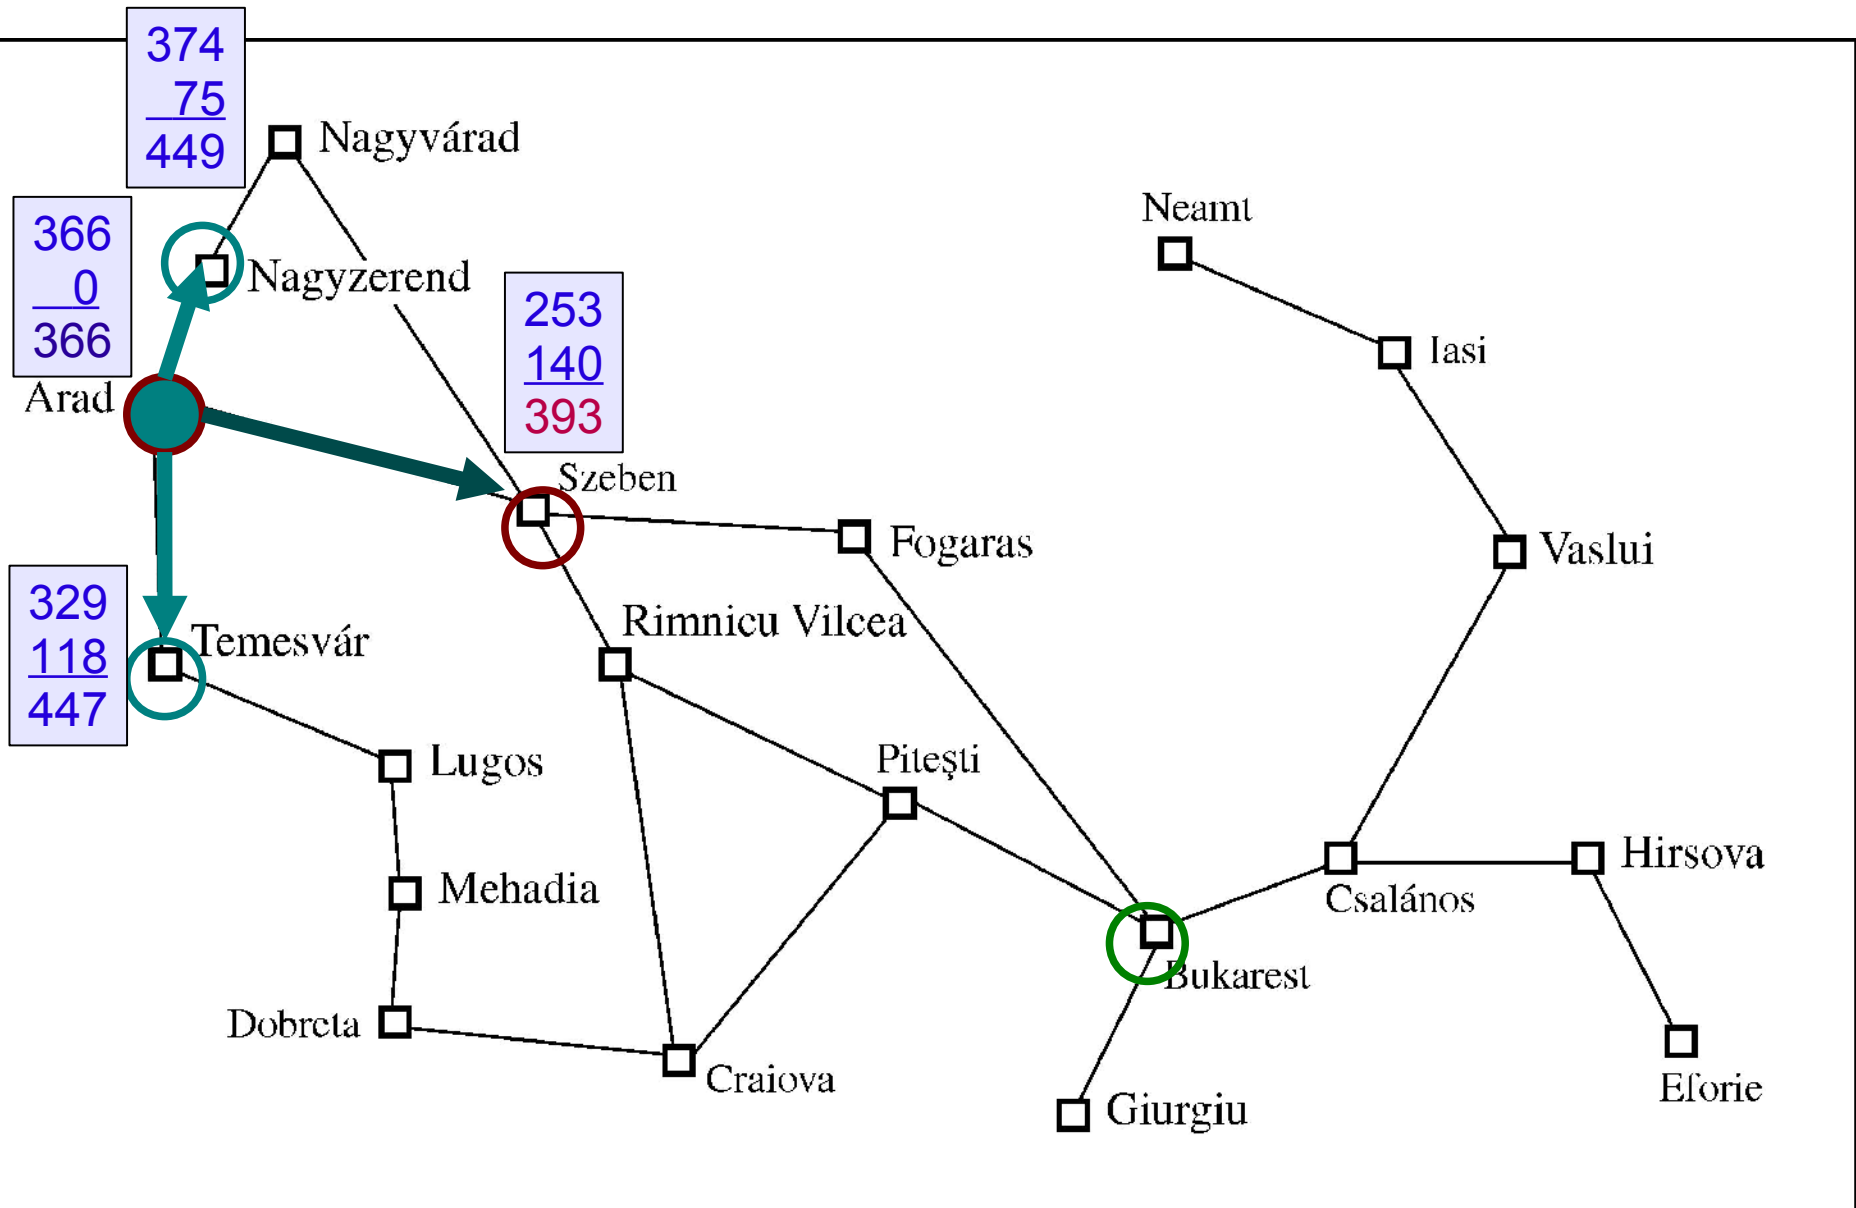 374
75
449
Nagyvárad
366
0
366
Nagyzerend
Neamt
253
140
393
Iasi
Arad
Szeben
Fogaras
Vaslui
329
118
447
Temesvár
Rimnicu Vilcea
Lugos
Piteşti
Mehadia
Hirsova
Csalános
Bukarest
Dobreta
Craiova
Eforie
Giurgiu